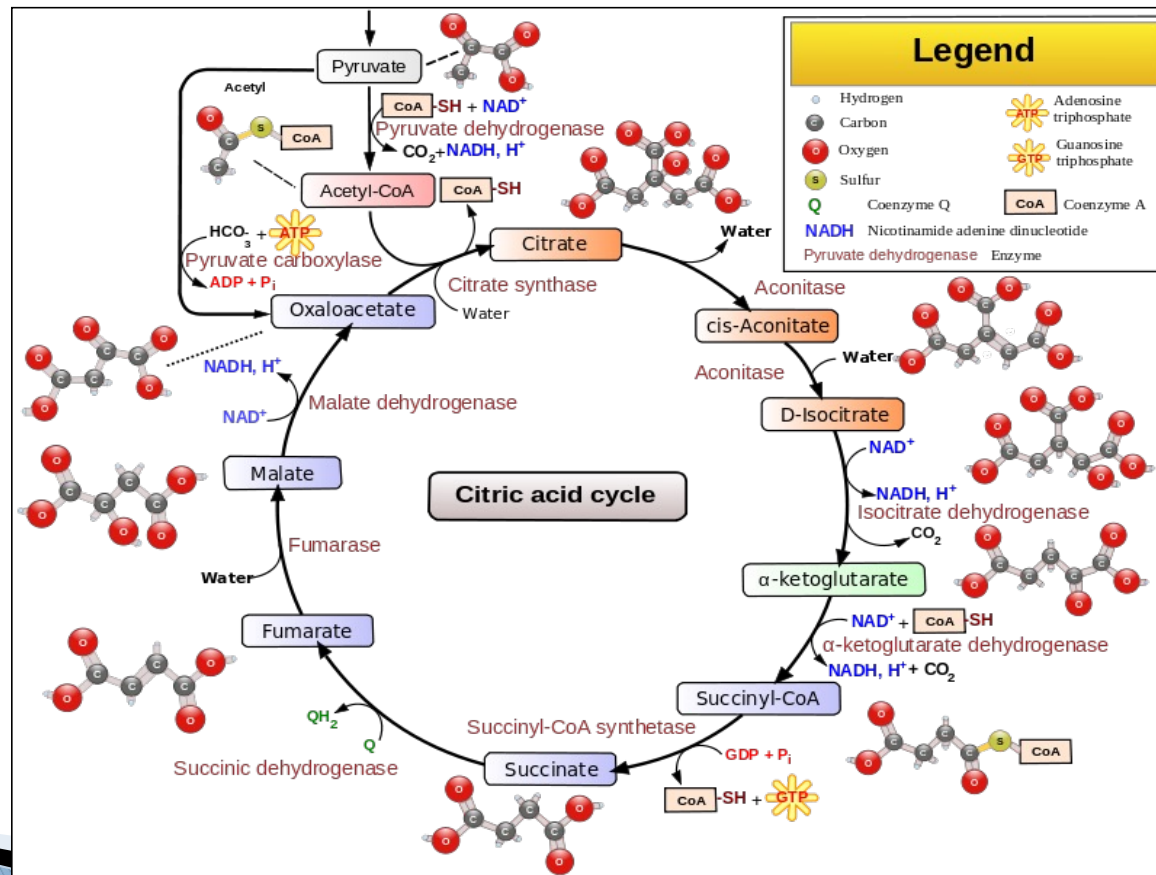 Pyruvate
Acetyl
CoA
CoA -SH + NAD⁺
Pyruvate dehydrogenase
CO₂+NADH, H⁺
Acetyl-CoA
CoA -SH
HCO₃⁻ + ATP
Pyruvate carboxylase
ADP + Pᵢ
Oxaloacetate
Citrate synthase
Water
Citrate
Water
Aconitase
cis-Aconitate
Water
Aconitase
D-Isocitrate
NAD⁺
NADH, H⁺
Isocitrate dehydrogenase
CO₂
α-ketoglutarate
NAD⁺ + CoA -SH
α-ketoglutarate dehydrogenase
NADH, H⁺ + CO₂
Succinyl-CoA
CoA
Succinyl-CoA synthetase
GDP + Pᵢ
CoA -SH + GTP
Succinate
QH₂
Q
Succinic dehydrogenase
Fumarate
Water
Fumarase
Malate
NADH, H⁺
NAD⁺
Malate dehydrogenase
Citric acid cycle
Legend
Hydrogen
Carbon
O Oxygen
S Sulfur
Q Coenzyme Q
NADH Nicotinamide adenine dinucleotide
Pyruvate dehydrogenase Enzyme
ATP Adenosine
triphosphate
GTP Guanosine
triphosphate
CoA Coenzyme A